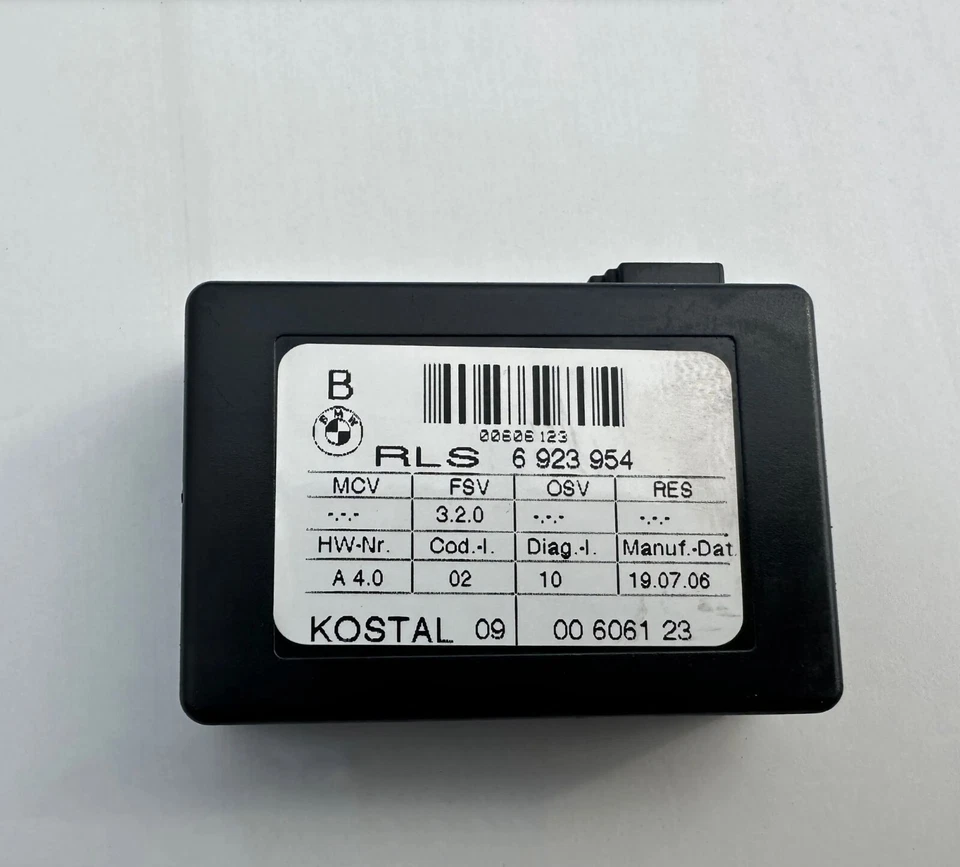 B
00606123
BMW
RLS 6 923 954
MCV FSV OSV RES
-.-.- 3.2.0 -.-.- -.-.-
HW-Nr. Cod.-I. Diag.-I. Manuf.-Dat.
A 4.0 02 10 19.07.06
KOSTAL 09 00 6061 23